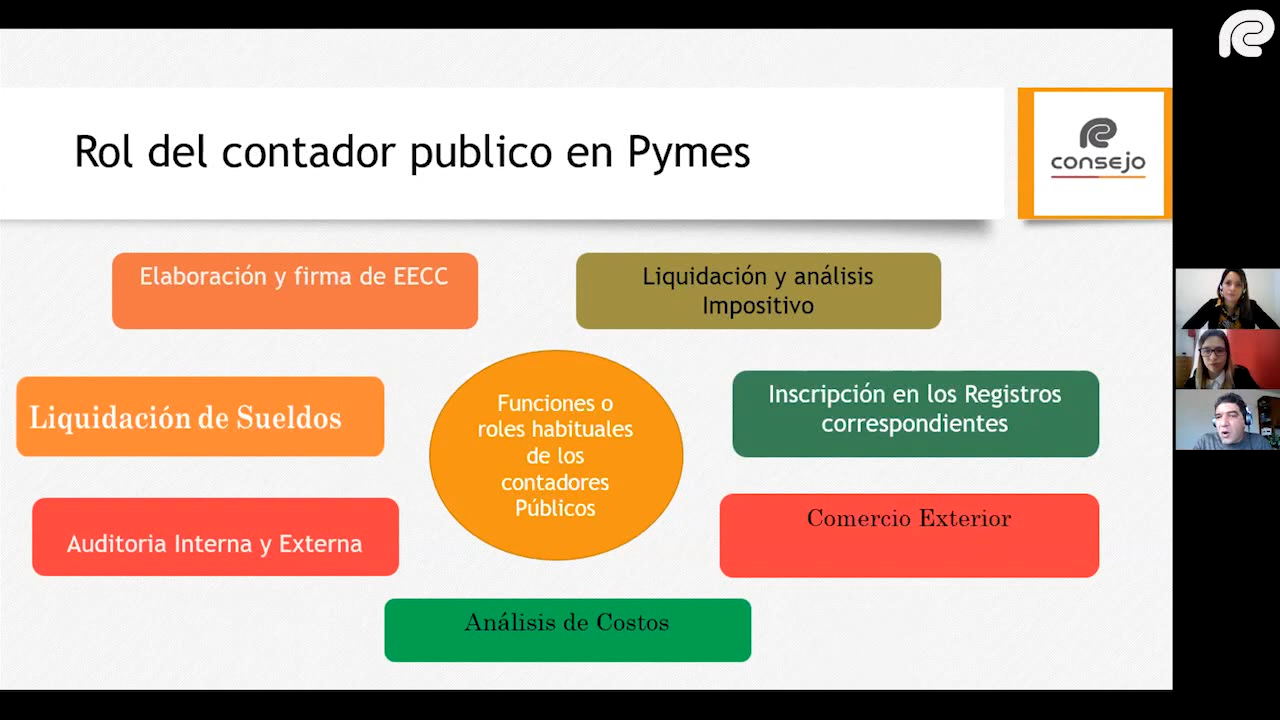 Rol del contador publico en Pymes
consejo
Elaboración y firma de EECC
Liquidación y análisis
Impositivo
Liquidación de Sueldos
Funciones o
roles habituales
de los
contadores
Públicos
Inscripción en los Registros
correspondientes
Auditoria Interna y Externa
Comercio Exterior
Análisis de Costos